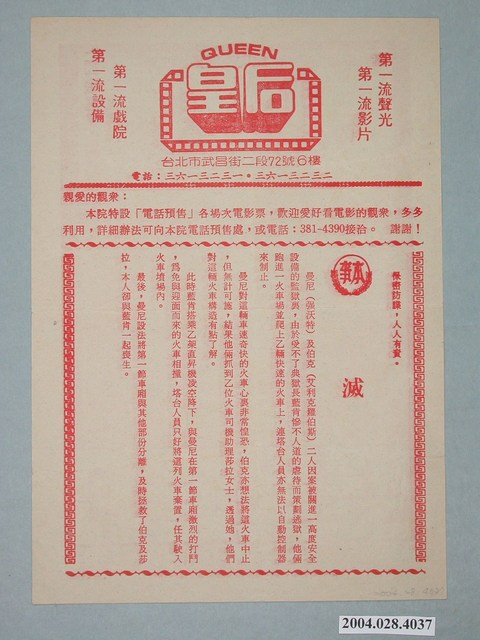 QUEEN
皇后
第一流聲光
第一流影片
第一流戲院
第一流設備
台北市武昌街二段72號6樓
電話：三六一三二三一・三六一三二三二
親愛的觀衆：
本院特設「電話預售」各場次電影票，歡迎愛好看電影的觀衆，多多
利用，詳細辦法可向本院電話預售處，或電話：381-4390接洽。 謝謝！
保密防諜，人人有責。
滅
本事
曼尼（強沃特）及伯克（艾利克羅伯斯）二人因案被關進一高度安全
設備的監獄裏，由於受不了典獄長藍肯慘不人道的虐待而策劃逃獄，他倆
跑進一火車場並爬上乙輛快速的火車上，連塔台人員亦無法以自動控制器
來制止。
曼尼對這輛車速奇快的火車心裏非常惶恐，伯克亦想法將這火車中止
，但無計可施，結果他倆抓到乙位火車司機助理莎拉女士，透過她，他們
對這輛火車構造有點了解。
此時藍肯搭乘乙架直昇機凌空降下，與曼尼在第一節車廂激烈的打鬥
，爲免與迎面而來的火車相撞，塔台人員只好將這列火車棄置，任其駛入
火車墳場內。
最後，曼尼設法將第一節車廂與其他部份分離，及時拯救了伯克及莎
拉，本人卻與藍肯一起喪生。
2004.028.4037